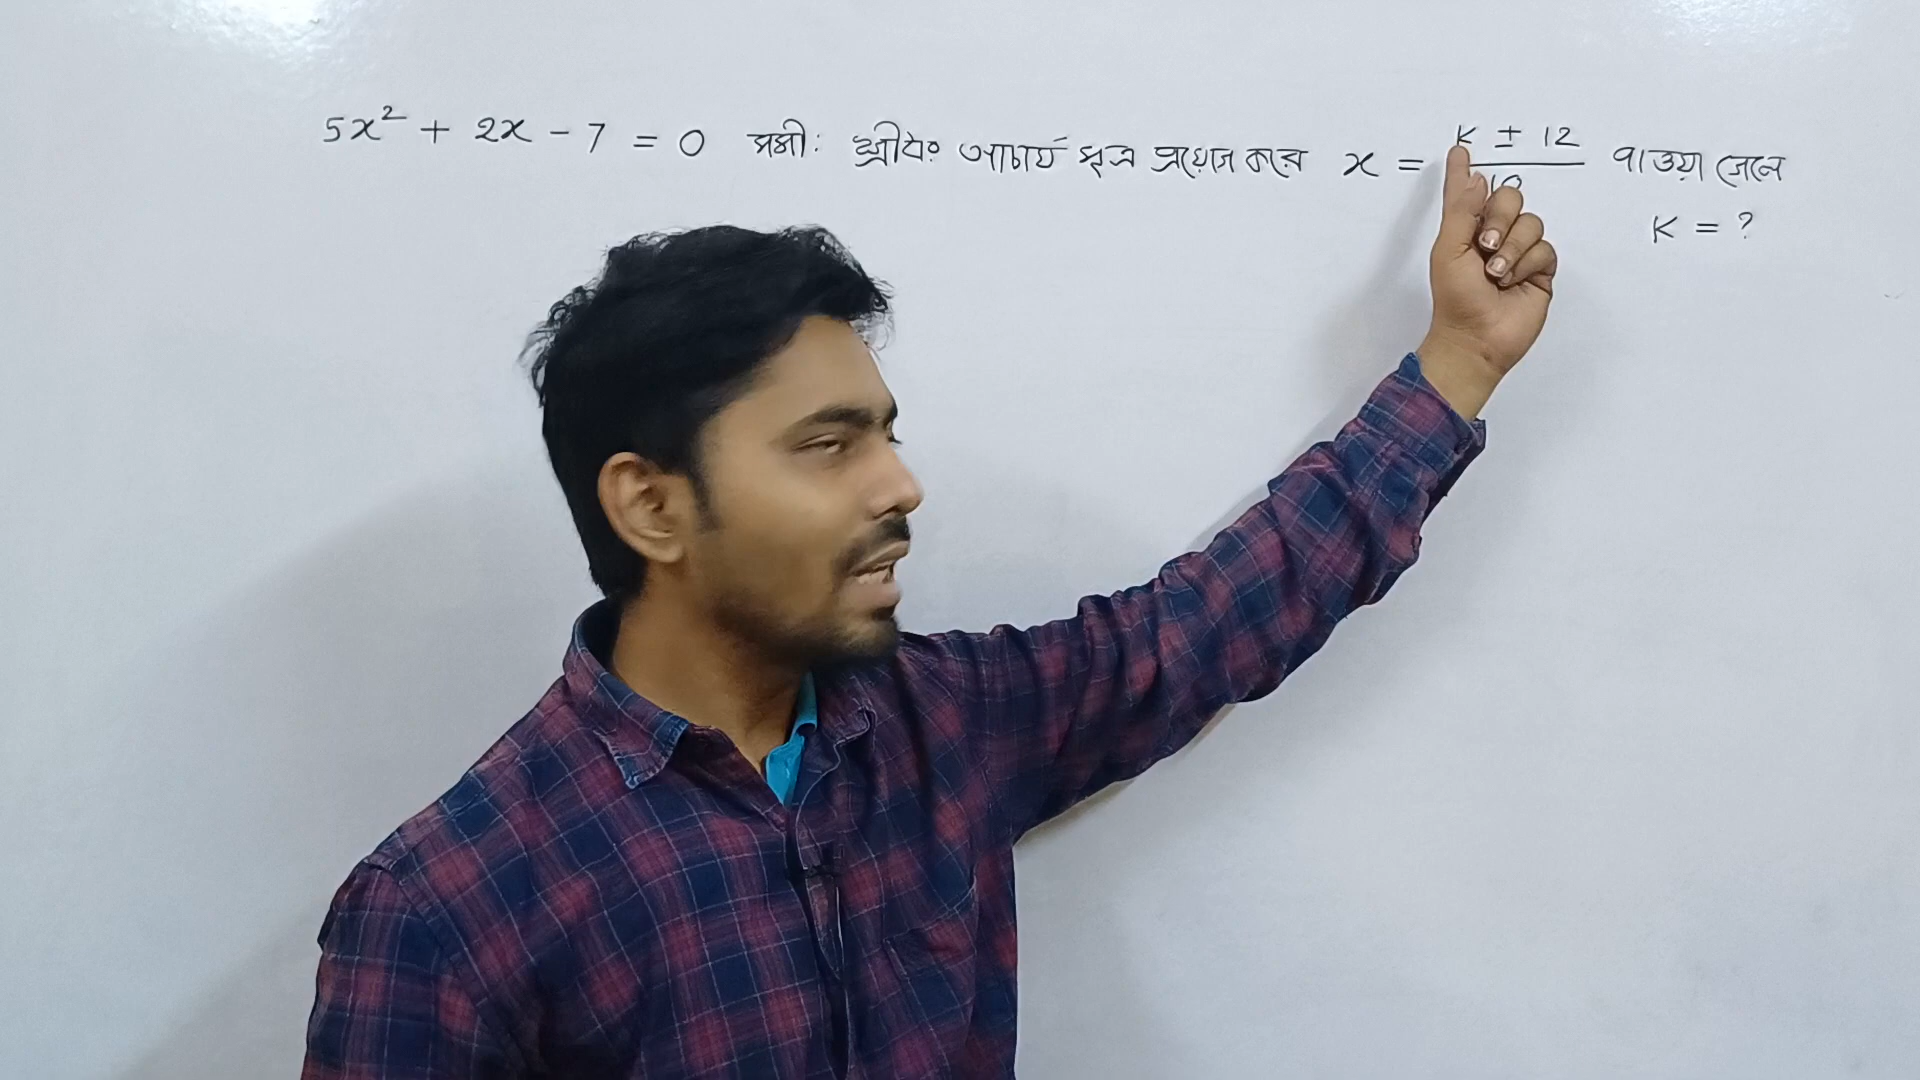 5x² + 2x - 7 = 0 সমী: শ্রীধর আচার্য সূত্র প্রয়োগ করে x = (K ± 12)/10 পাওয়া গেলে
K = ?